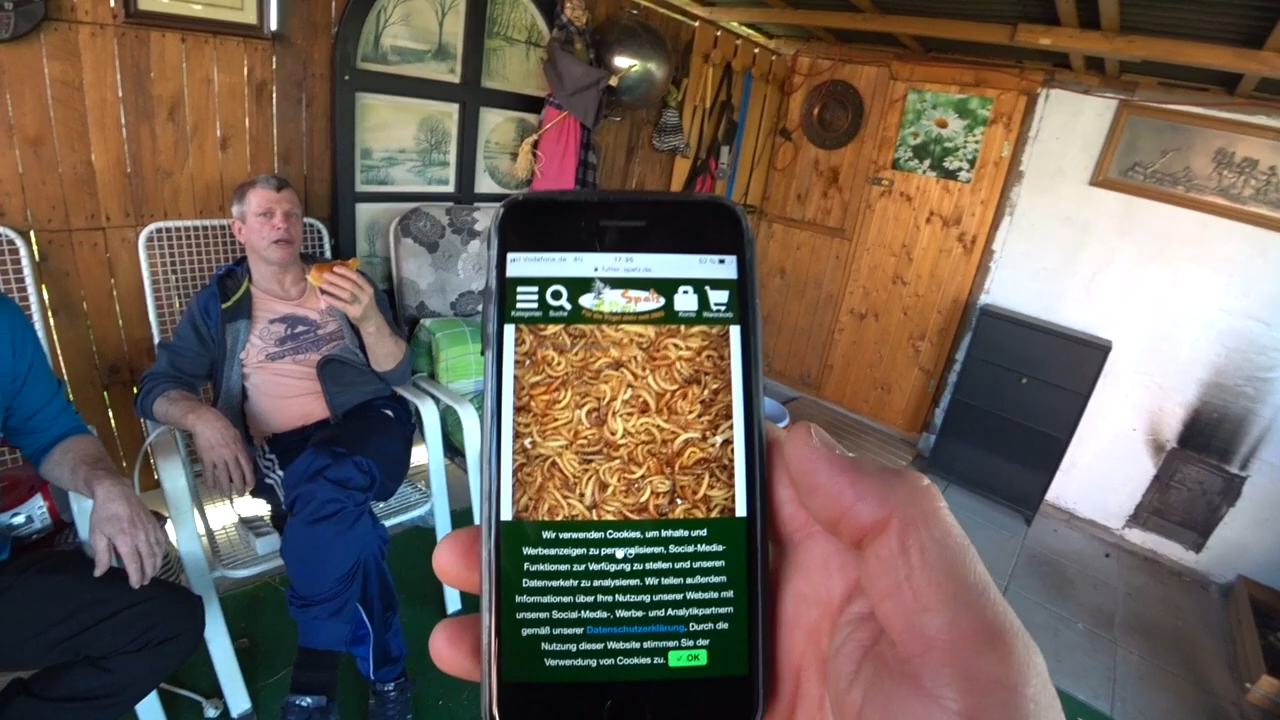 Vodefone.de 4G 17:36
futter-spatz.de
Kategorien Suche Spatz Konto Warenkorb
Wir verwenden Cookies, um Inhalte und
Werbeanzeigen zu personalisieren, Social-Media-
Funktionen zur Verfügung zu stellen und unseren
Datenverkehr zu analysieren. Wir teilen außerdem
Informationen über Ihre Nutzung unserer Website mit
unseren Social-Media-, Werbe- und Analytikpartnern
gemäß unserer Datenschutzerklärung. Durch die
Nutzung dieser Website stimmen Sie der
Verwendung von Cookies zu. ✓ OK